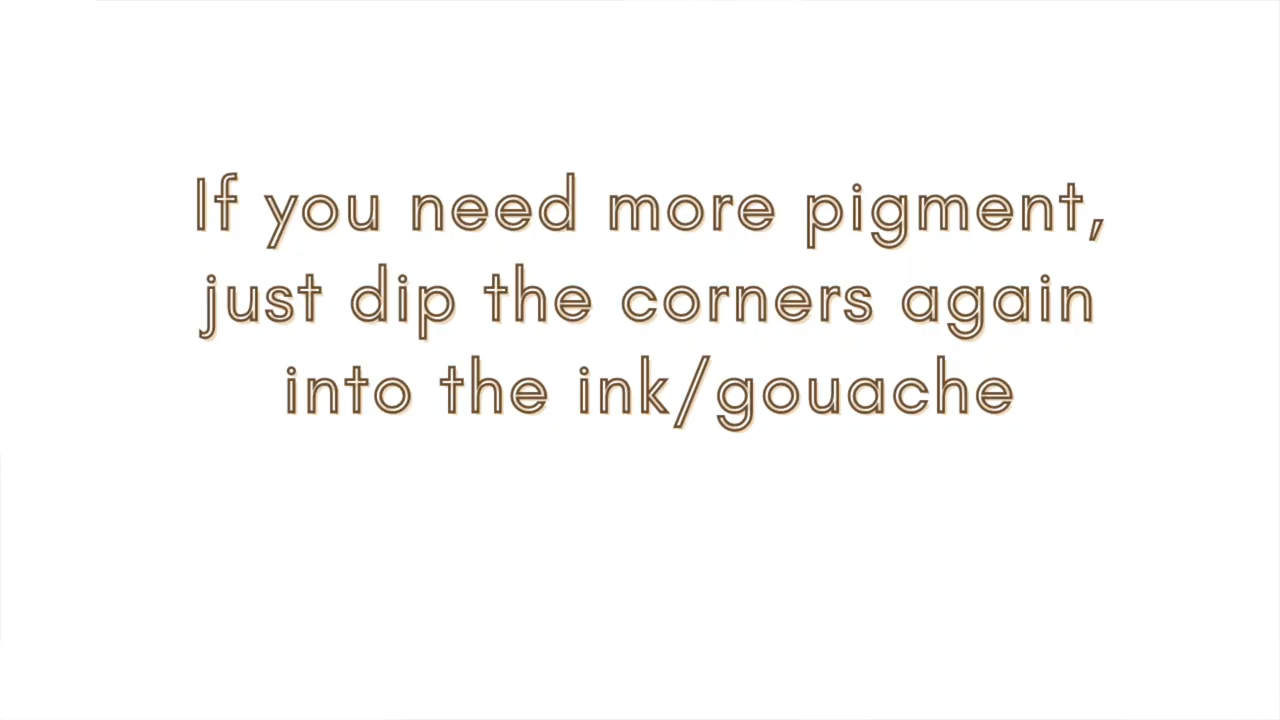 If you need more pigment,
just dip the corners again
into the ink/gouache